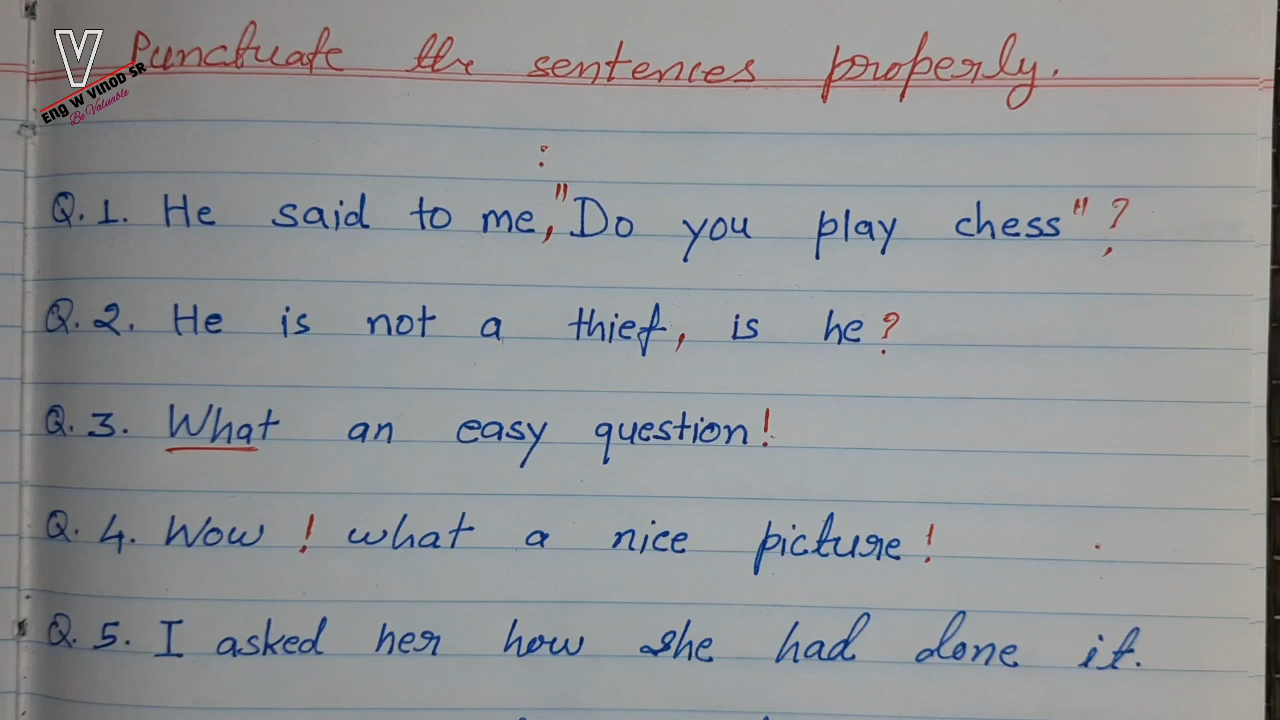 V
ENG W VINOD SR
Be Valuable
Punctuate the sentences properly.
:
Q.1. He said to me, "Do you play chess"?
Q.2. He is not a thief, is he?
Q.3. What an easy question!
Q.4. Wow ! what a nice picture!
Q.5. I asked her how she had done it.